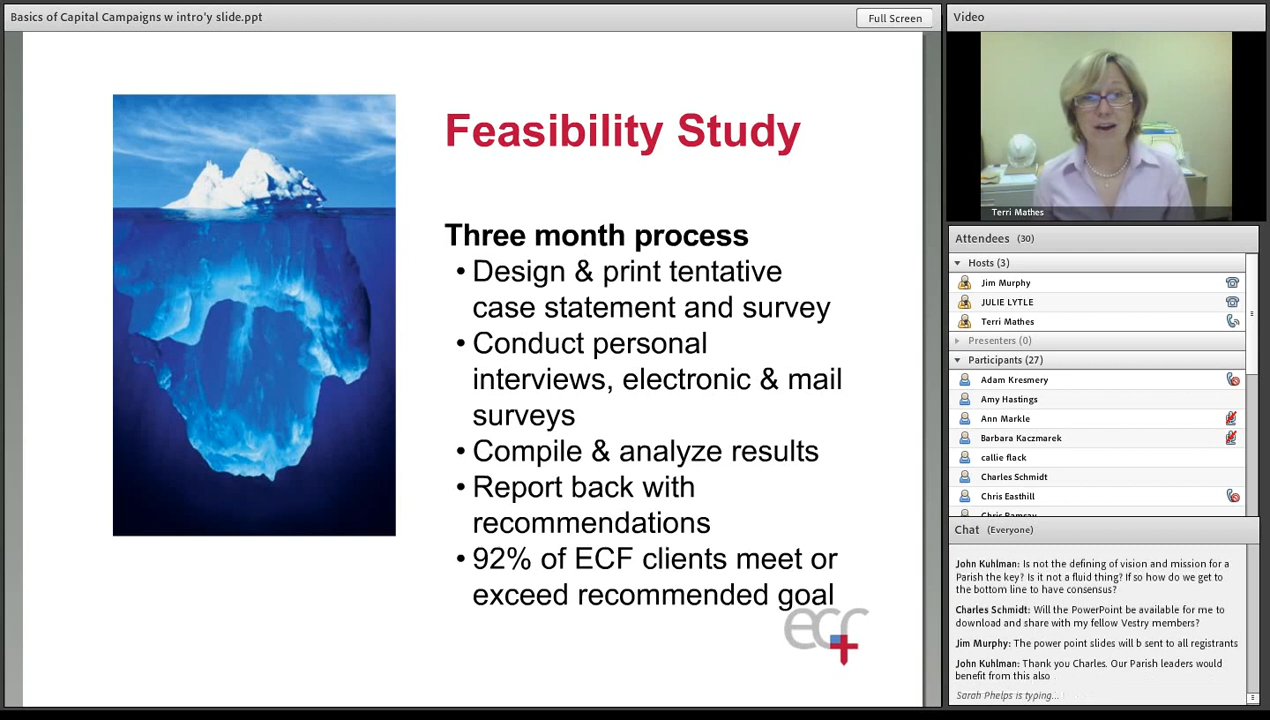 Basics of Capital Campaigns w intro'y slide.ppt
Full Screen
Feasibility Study
Three month process
• Design & print tentative
case statement and survey
• Conduct personal
interviews, electronic & mail
surveys
• Compile & analyze results
• Report back with
recommendations
• 92% of ECF clients meet or
exceed recommended goal
ecf
Video
Terri Mathes
Attendees (30)
Hosts (3)
Jim Murphy
JULIE LYTLE
Terri Mathes
Presenters (0)
Participants (27)
Adam Kresmery
Amy Hastings
Ann Markle
Barbara Kaczmarek
callie flack
Charles Schmidt
Chris Easthill
Chris Ramsay
Chat (Everyone)
John Kuhlman: Is not the defining of vision and mission for a
Parish the key? Is it not a fluid thing? If so how do we get to
the bottom line to have consensus?
Charles Schmidt: Will the PowerPoint be available for me to
download and share with my fellow Vestry members?
Jim Murphy: The power point slides will b sent to all registrants
John Kuhlman: Thank you Charles. Our Parish leaders would
benefit from this also
Sarah Phelps is typing...